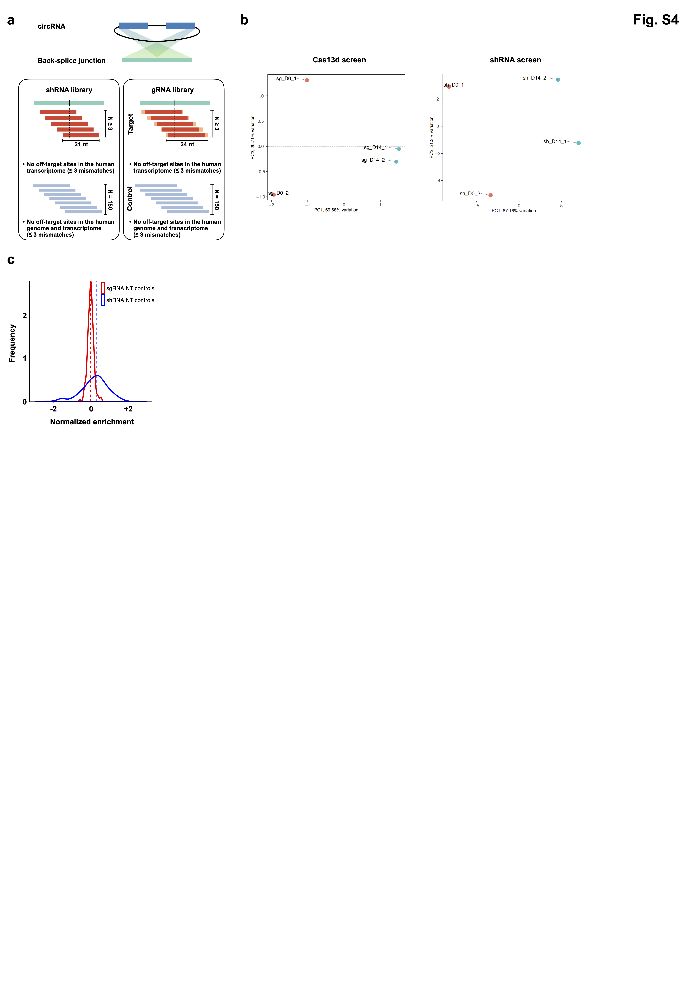 a
b
Fig. S4
circRNA
Back-splice junction
shRNA library
N ≥ 3
21 nt
• No off-target sites in the human
transcriptome (≤ 3 mismatches)
N = 150
• No off-target sites in the human
genome and transcriptome
(≤ 3 mismatches)
gRNA library
Target
N ≥ 3
24 nt
• No off-target sites in the human
transcriptome (≤ 3 mismatches)
Control
N = 150
• No off-target sites in the human
genome and transcriptome
(≤ 3 mismatches)
Cas13d screen
sg_D0_1
sg_D14_1
sg_D14_2
sg_D0_2
1.0
0.5
0.0
−0.5
−1.0
−2
−1
0
1
PC2, 20.71% variation
PC1, 69.68% variation
shRNA screen
sh_D14_2
sh_D0_1
sh_D14_1
sh_D0_2
2
0
−2
−4
−5
0
5
PC2, 21.3% variation
PC1, 67.16% variation
c
sgRNA NT controls
shRNA NT controls
2
1
0
Frequency
-2
0
+2
Normalized enrichment